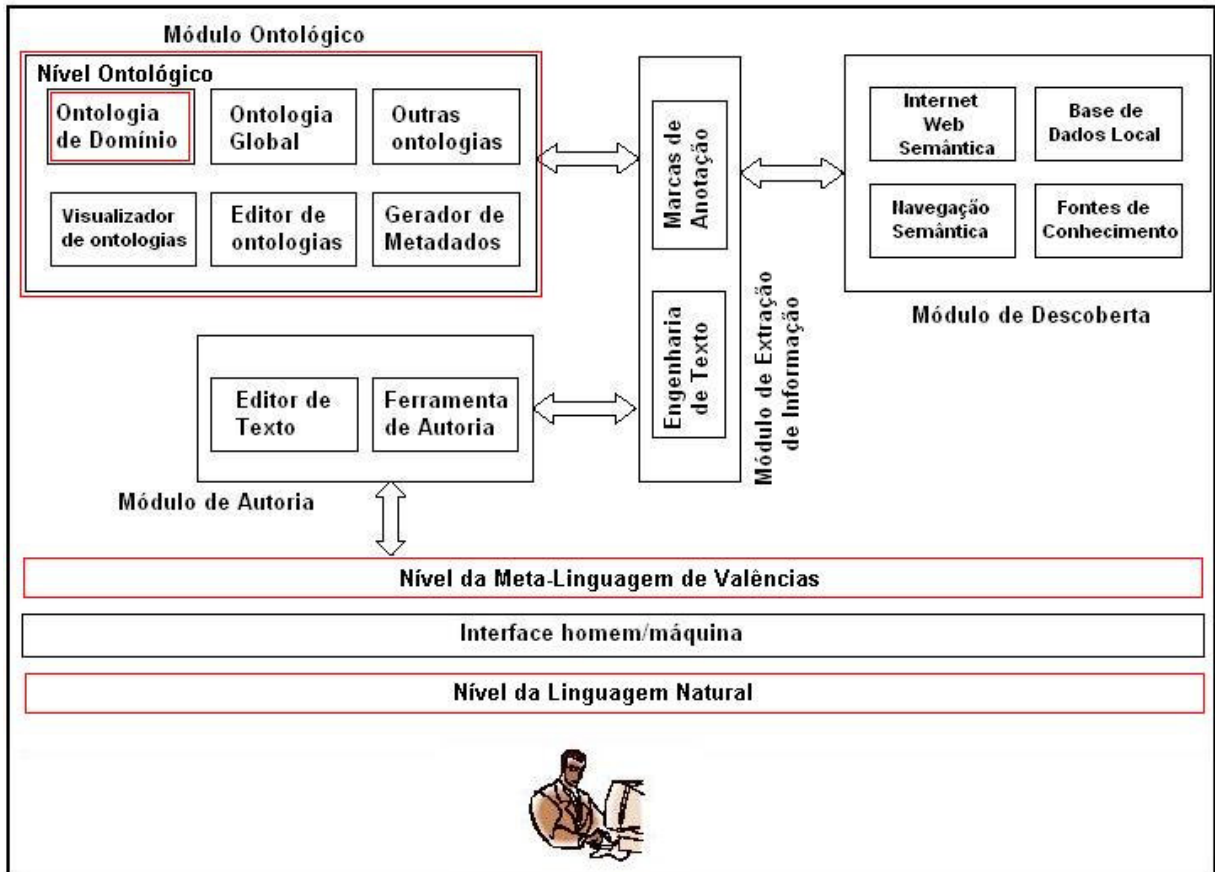 Módulo Ontológico
Nível Ontológico
Ontologia
de Domínio
Ontologia
Global
Outras
ontologias
Visualizador
de ontologias
Editor de
ontologias
Gerador de
Metadados
Marcas de
Anotação
Engenharia
de Texto
Módulo de Extração
de Informação
Internet
Web
Semântica
Base de
Dados Local
Navegação
Semântica
Fontes de
Conhecimento
Módulo de Descoberta
Editor de
Texto
Ferramenta
de Autoria
Módulo de Autoria
Nível da Meta-Linguagem de Valências
Interface homem/máquina
Nível da Linguagem Natural